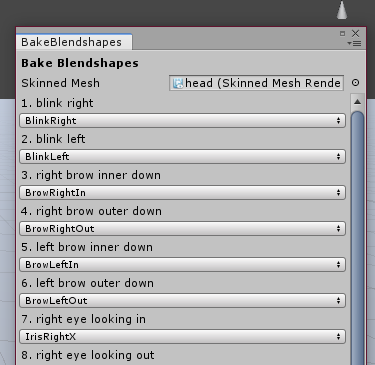 BakeBlendshapes
Bake Blendshapes
Skinned Mesh head (Skinned Mesh Rende
1. blink right
BlinkRight
2. blink left
BlinkLeft
3. right brow inner down
BrowRightIn
4. right brow outer down
BrowRightOut
5. left brow inner down
BrowLeftIn
6. left brow outer down
BrowLeftOut
7. right eye looking in
IrisRightX
8. right eye looking out